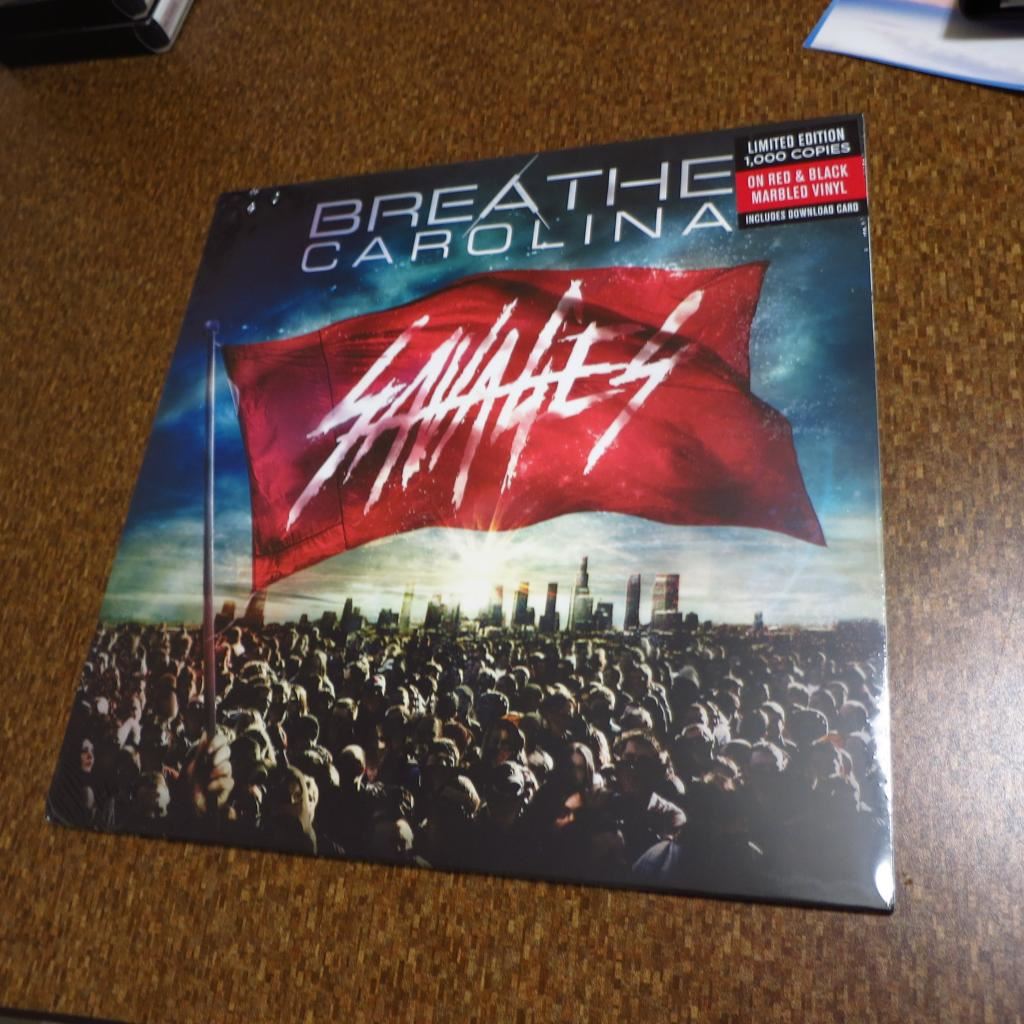 BREATHE
CAROLINA
LIMITED EDITION
1,000 COPIES
ON RED & BLACK
MARBLED VINYL
INCLUDES DOWNLOAD CARD
SAVAGES